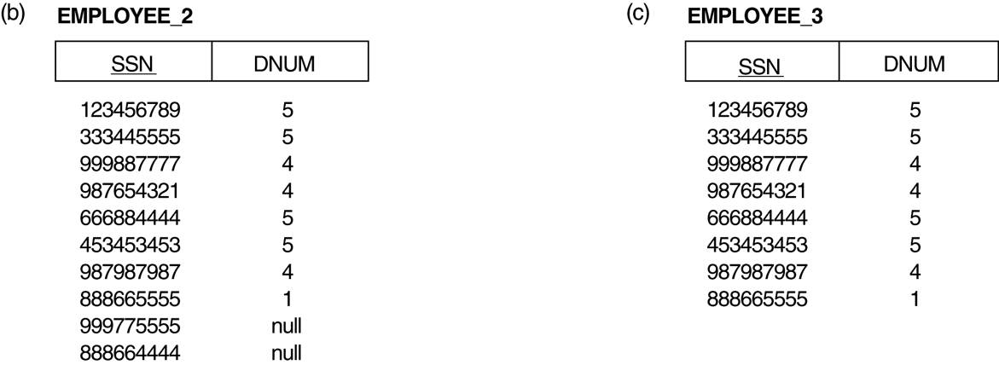 (b) EMPLOYEE_2
SSN DNUM
123456789 5
333445555 5
999887777 4
987654321 4
666884444 5
453453453 5
987987987 4
888665555 1
999775555 null
888664444 null
(c) EMPLOYEE_3
SSN DNUM
123456789 5
333445555 5
999887777 4
987654321 4
666884444 5
453453453 5
987987987 4
888665555 1